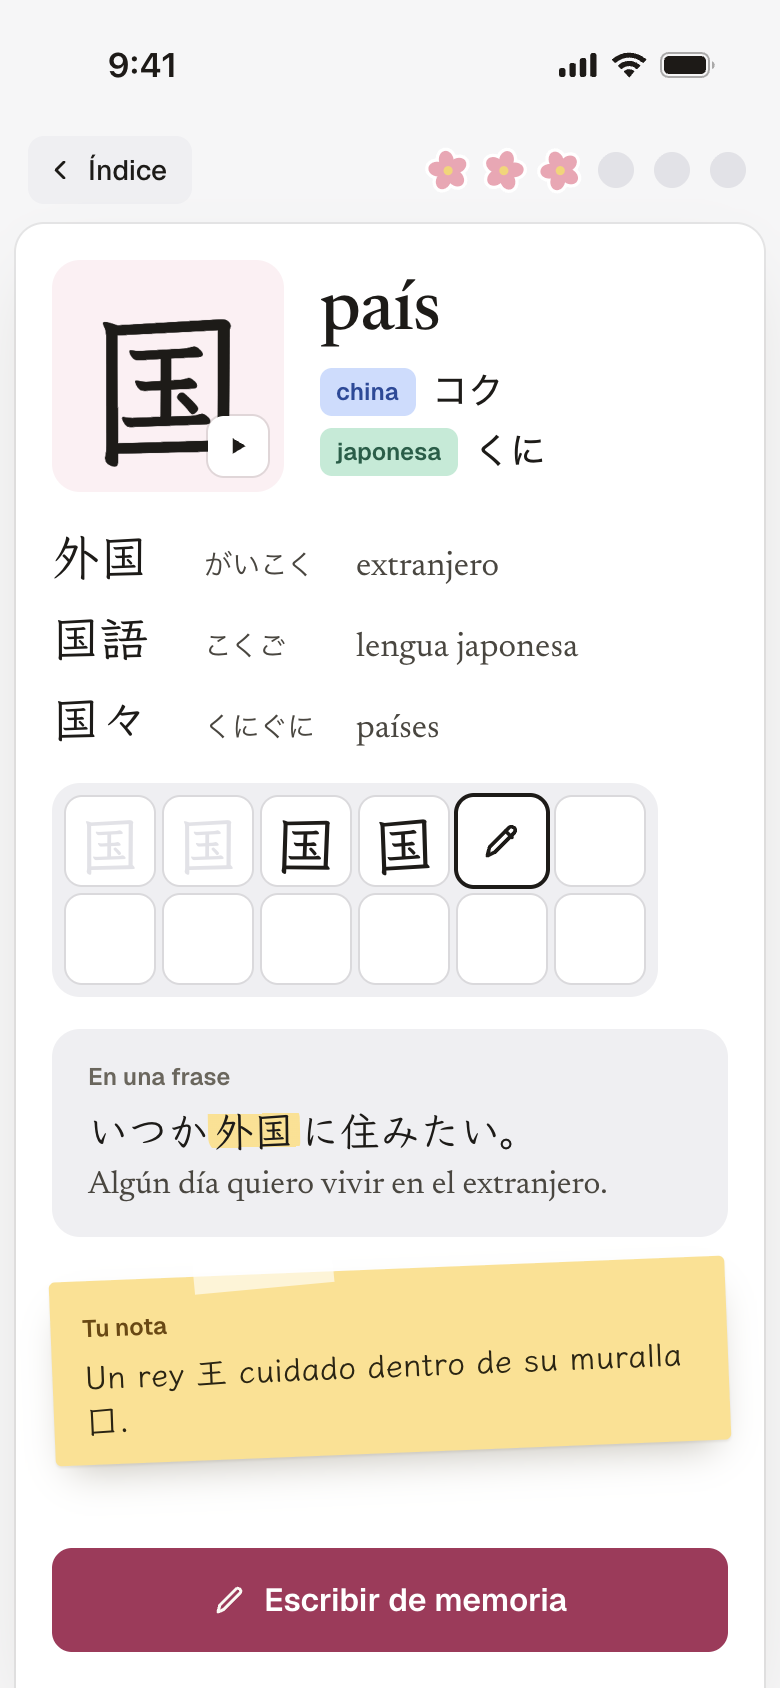 9:41
Índice
国
país
china コク
japonesa くに
外国 がいこく extranjero
国語 こくご lengua japonesa
国々 くにぐに países
国 国 国 国
En una frase
いつか外国に住みたい。
Algún día quiero vivir en el extranjero.
Tu nota
Un rey 王 cuidado dentro de su muralla
囗.
Escribir de memoria